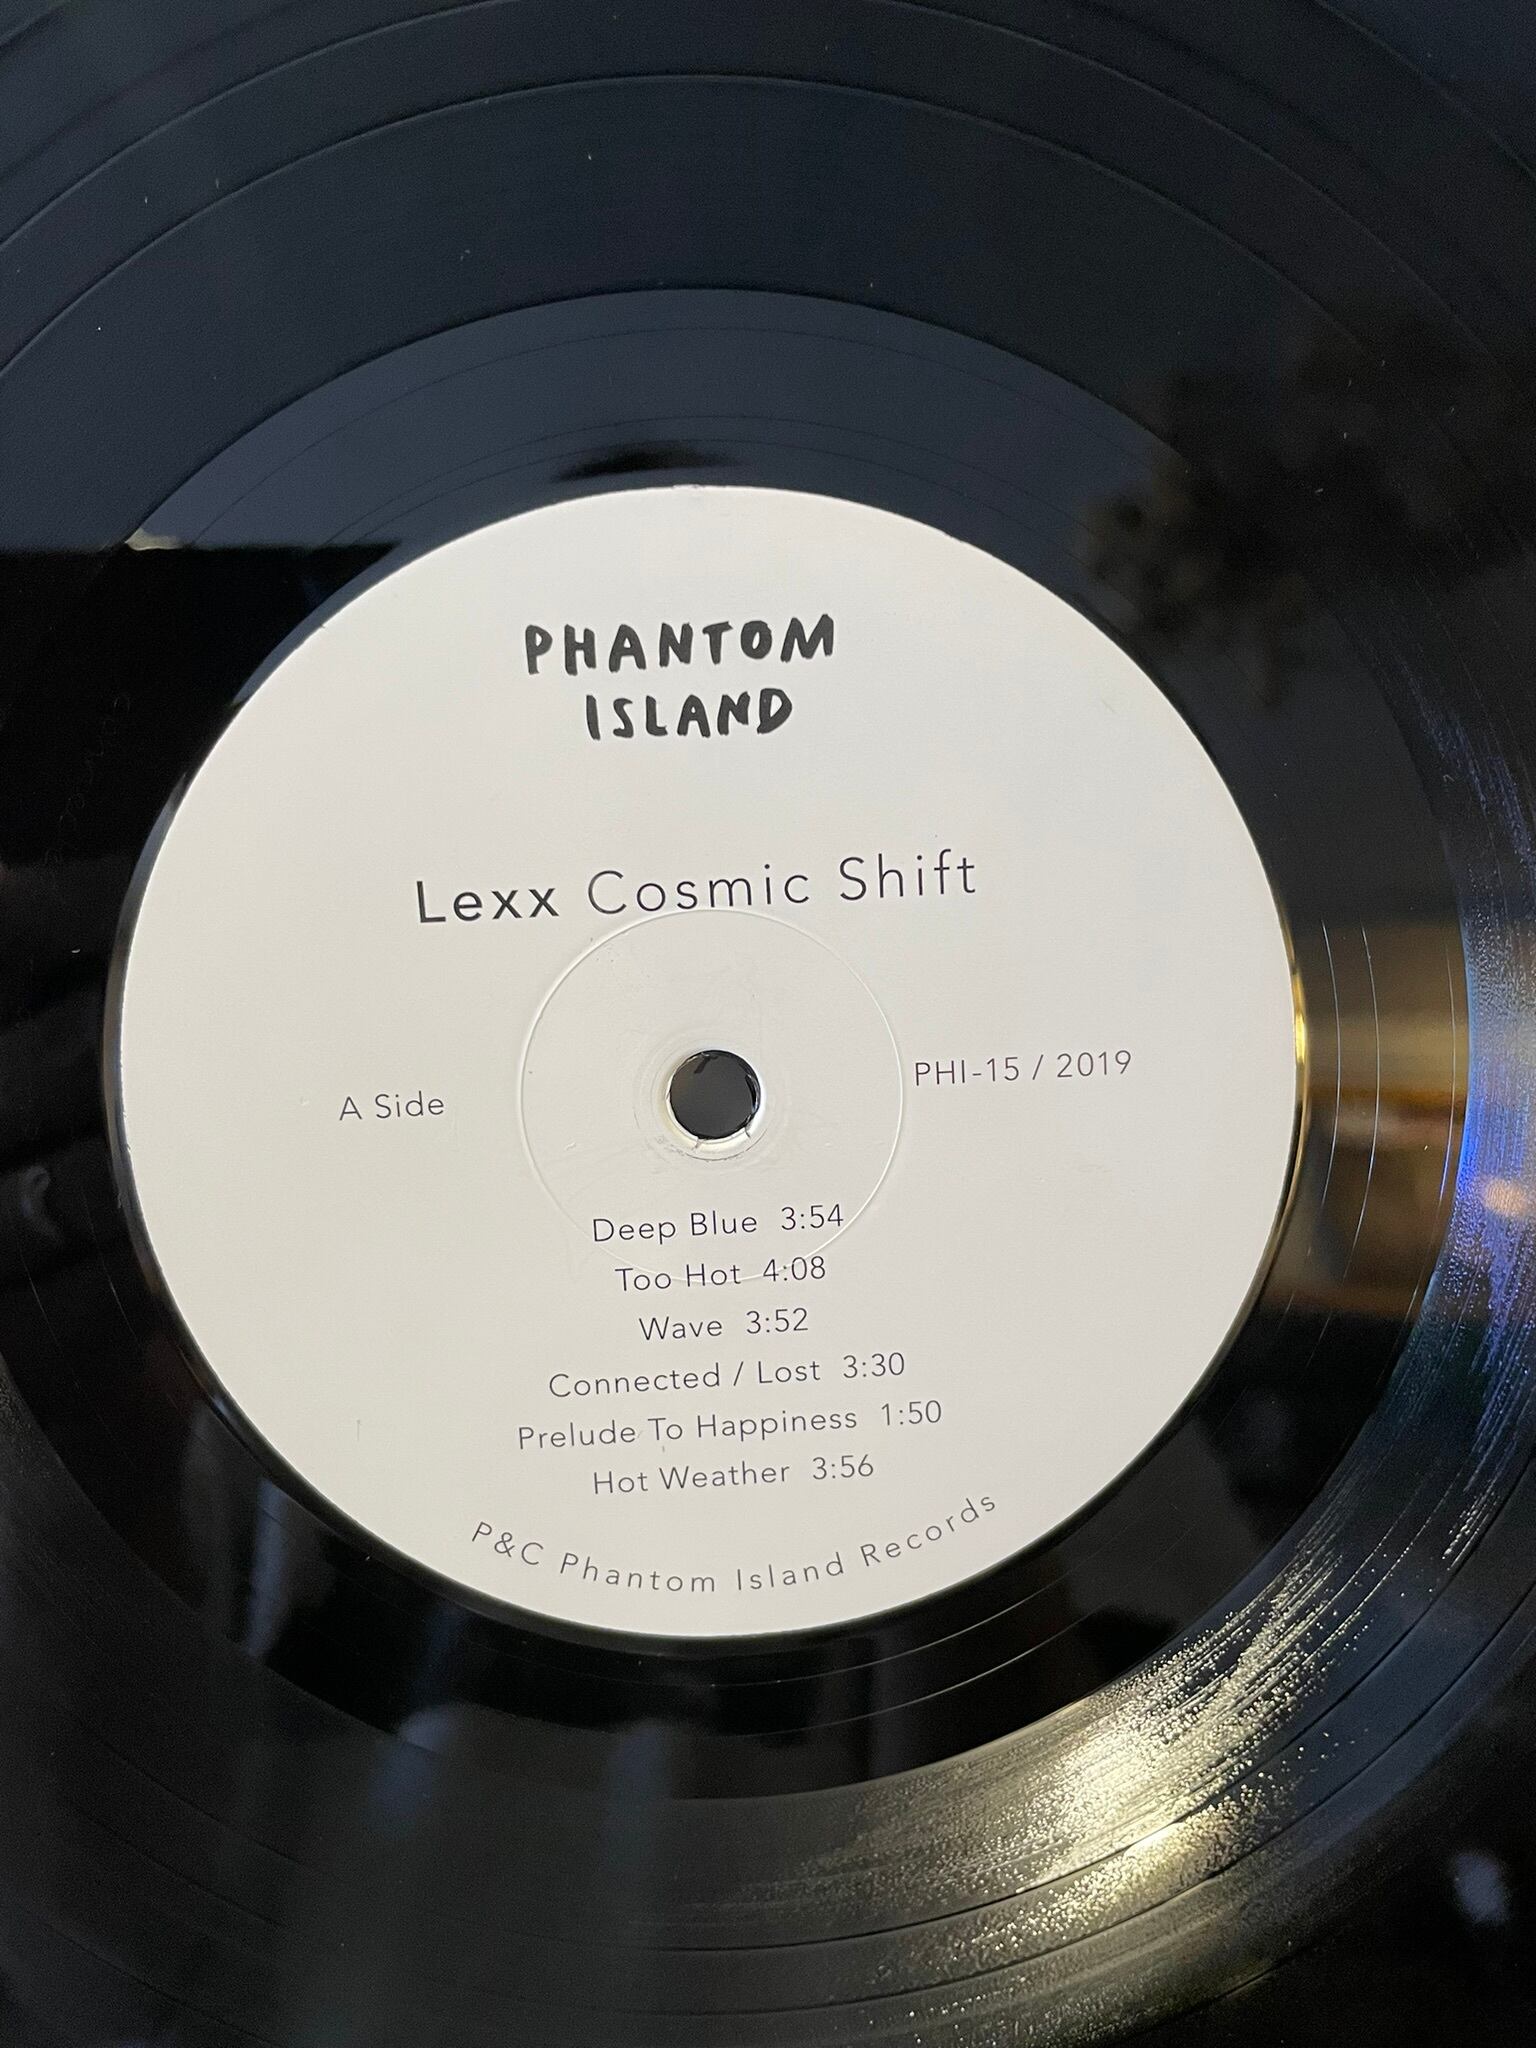 PHANTOM
ISLAND
Lexx Cosmic Shift
A Side
PHI-15 / 2019
Deep Blue 3:54
Too Hot 4:08
Wave 3:52
Connected / Lost 3:30
Prelude To Happiness 1:50
Hot Weather 3:56
P&C Phantom Island Records